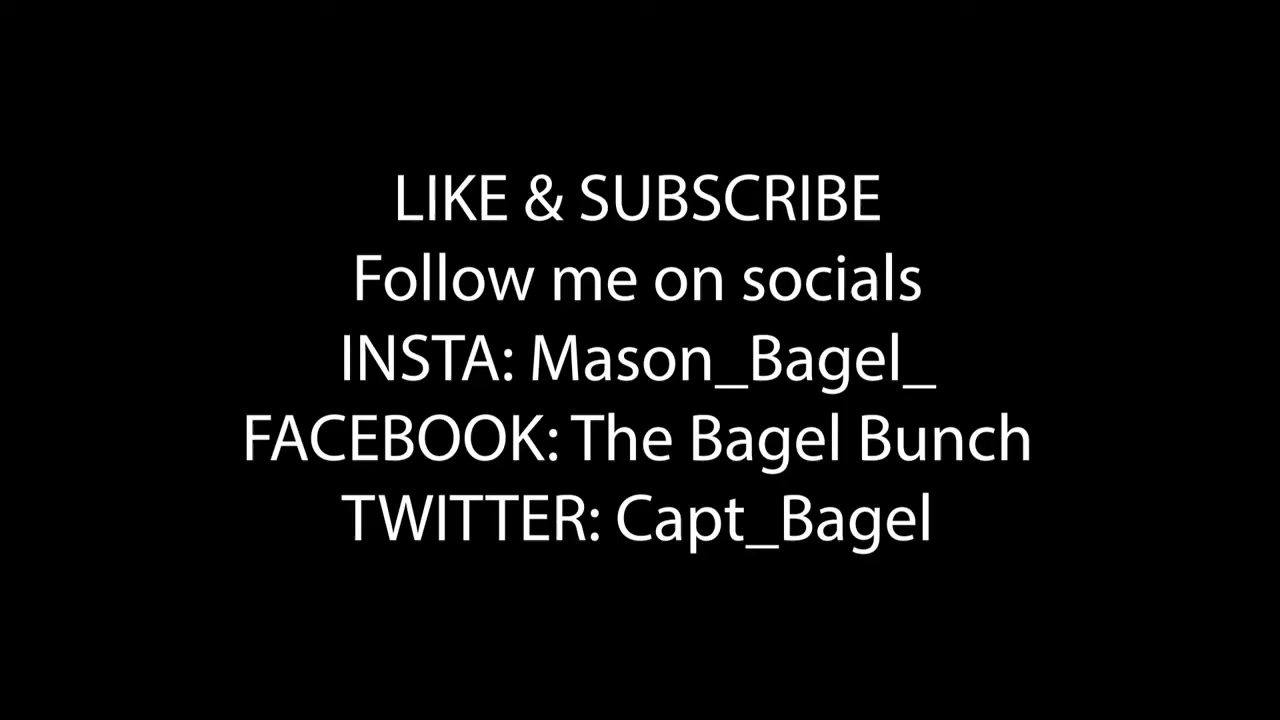 LIKE & SUBSCRIBE
Follow me on socials
INSTA: Mason_Bagel_
FACEBOOK: The Bagel Bunch
TWITTER: Capt_Bagel